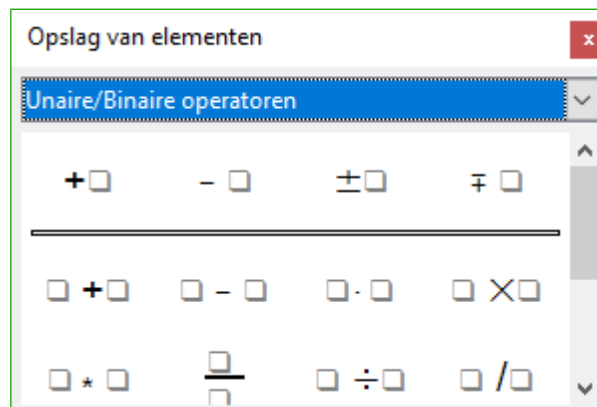 Opslag van elementen
x
Unaire/Binaire operatoren
+□ - □ ±□ ∓ □
□ +□ □ - □ □ · □ □ ×□
□ * □ □/□ □ ÷□ □ /□